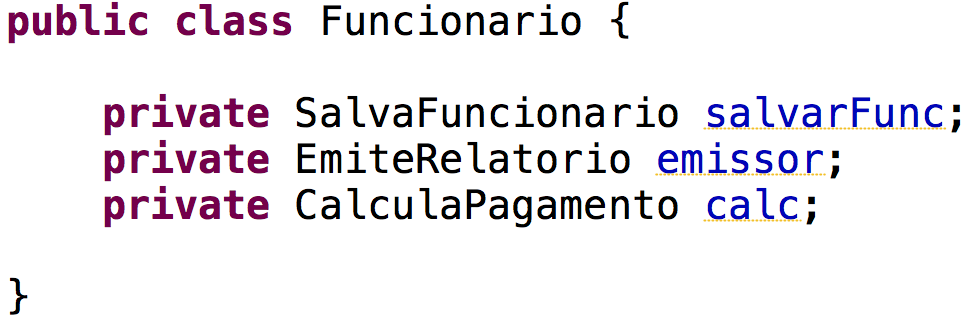 public class Funcionario {
private SalvaFuncionario salvarFunc;
private EmiteRelatorio emissor;
private CalculaPagamento calc;
}